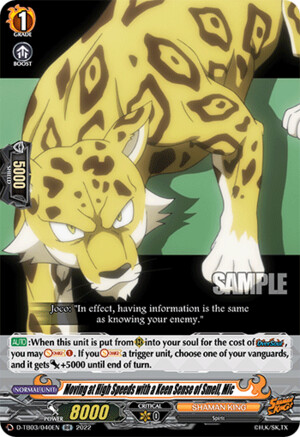 1
GRADE
BOOST
5000
SHIELD
SAMPLE
Joco: "In effect, having information is the same
as knowing your enemy."
AUTO :When this unit is put from into your soul for the cost of
you may 1. If you a trigger unit, choose one of your vanguards,
and it gets +5000 until end of turn.
NORMAL UNIT
Moving at High Speeds with a Keen Sense of Smell, Mic
POWER 8000
CRITICAL
0
SHAMAN KING
Spirit
D-TB03/040EN RR 2022
©H.K/SK,TX